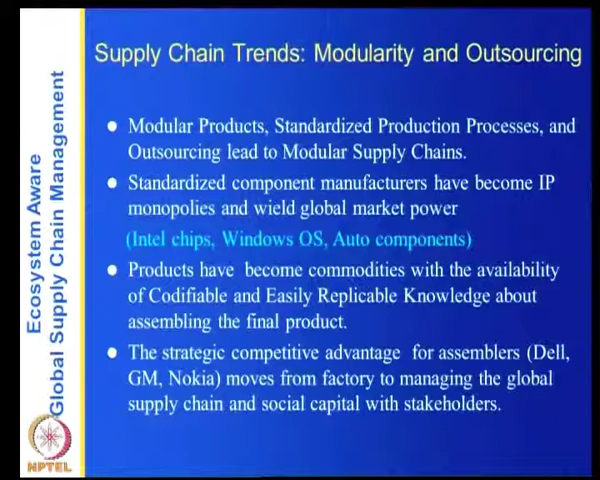 Supply Chain Trends: Modularity and Outsourcing
Modular Products, Standardized Production Processes, and
Outsourcing lead to Modular Supply Chains.
Standardized component manufacturers have become IP
monopolies and wield global market power
(Intel chips, Windows OS, Auto components)
Products have become commodities with the availability
of Codifiable and Easily Replicable Knowledge about
assembling the final product.
The strategic competitive advantage for assemblers (Dell,
GM, Nokia) moves from factory to managing the global
supply chain and social capital with stakeholders.
Ecosystem Aware
Global Supply Chain Management
NPTEL